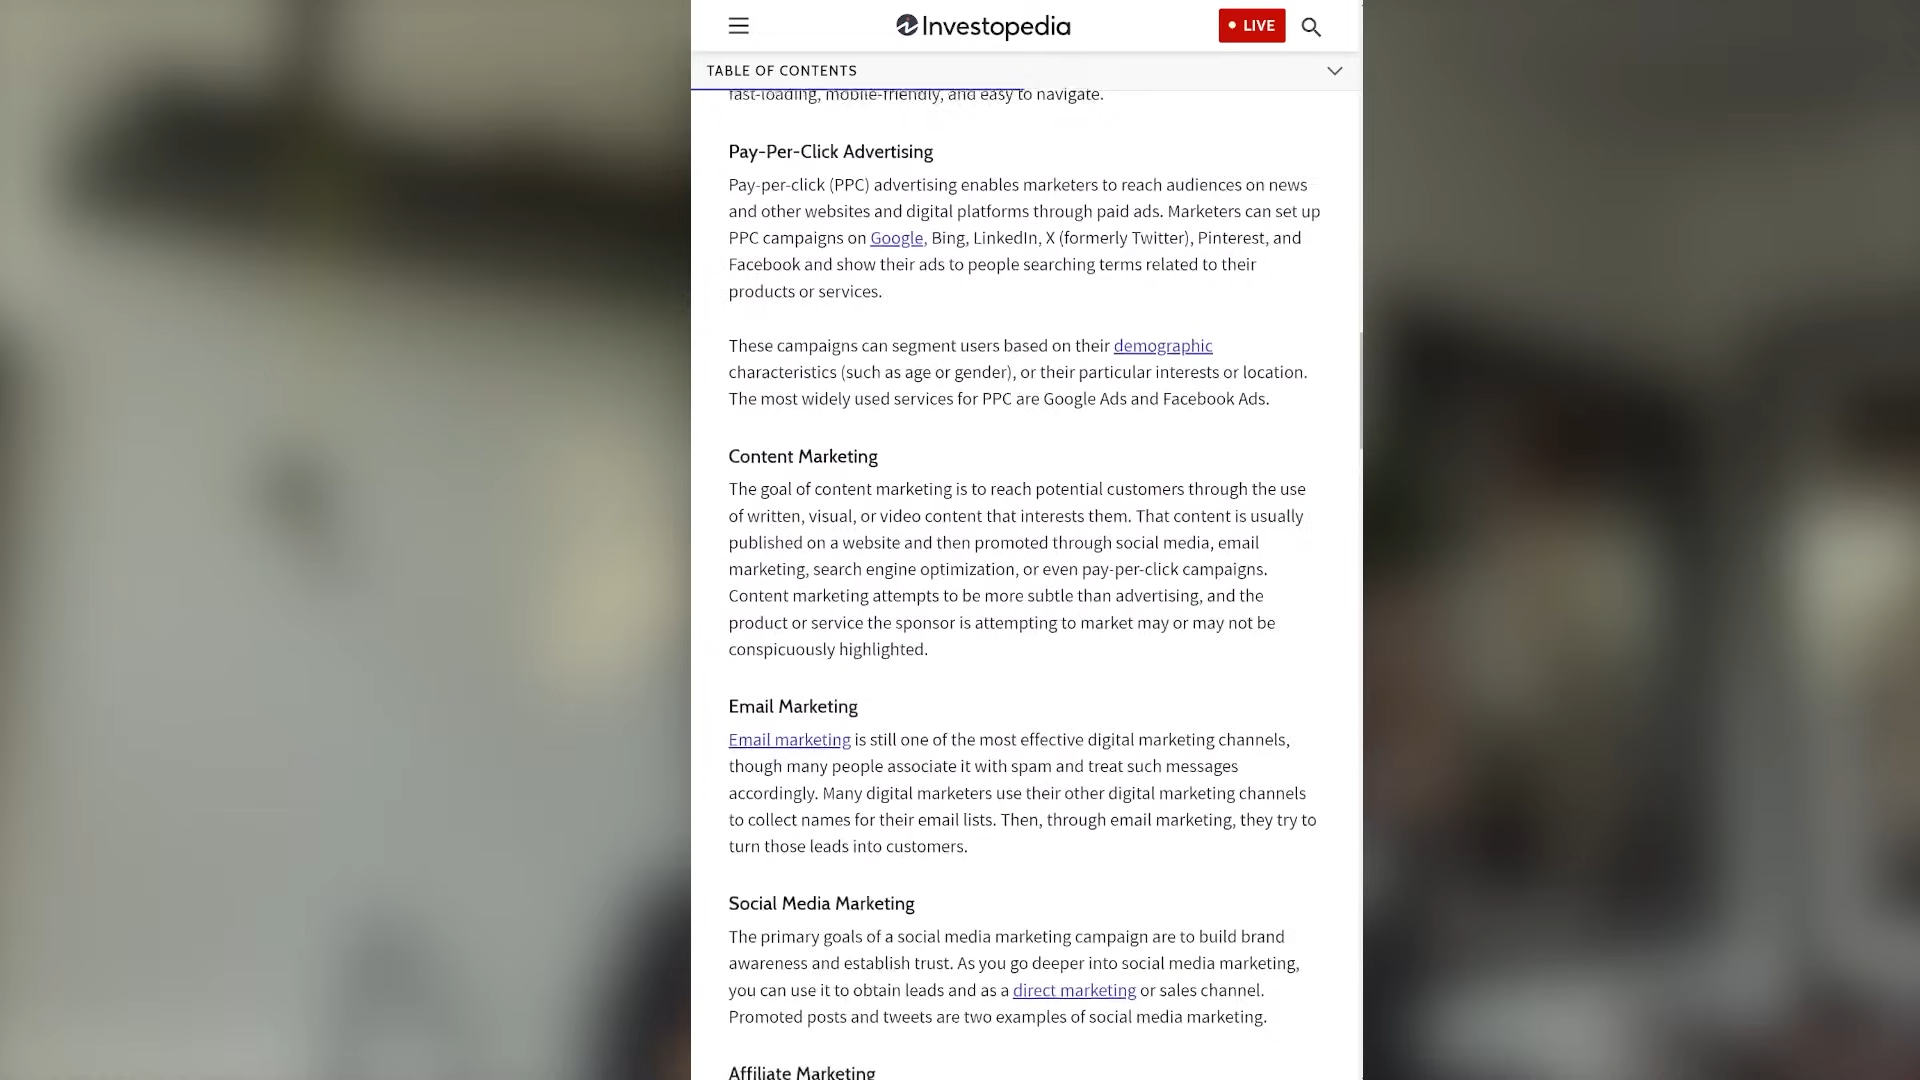 Investopedia
LIVE
TABLE OF CONTENTS
fast-loading, mobile-friendly, and easy to navigate.
Pay-Per-Click Advertising
Pay-per-click (PPC) advertising enables marketers to reach audiences on news
and other websites and digital platforms through paid ads. Marketers can set up
PPC campaigns on Google, Bing, LinkedIn, X (formerly Twitter), Pinterest, and
Facebook and show their ads to people searching terms related to their
products or services.
These campaigns can segment users based on their demographic
characteristics (such as age or gender), or their particular interests or location.
The most widely used services for PPC are Google Ads and Facebook Ads.
Content Marketing
The goal of content marketing is to reach potential customers through the use
of written, visual, or video content that interests them. That content is usually
published on a website and then promoted through social media, email
marketing, search engine optimization, or even pay-per-click campaigns.
Content marketing attempts to be more subtle than advertising, and the
product or service the sponsor is attempting to market may or may not be
conspicuously highlighted.
Email Marketing
Email marketing is still one of the most effective digital marketing channels,
though many people associate it with spam and treat such messages
accordingly. Many digital marketers use their other digital marketing channels
to collect names for their email lists. Then, through email marketing, they try to
turn those leads into customers.
Social Media Marketing
The primary goals of a social media marketing campaign are to build brand
awareness and establish trust. As you go deeper into social media marketing,
you can use it to obtain leads and as a direct marketing or sales channel.
Promoted posts and tweets are two examples of social media marketing.
Affiliate Marketing